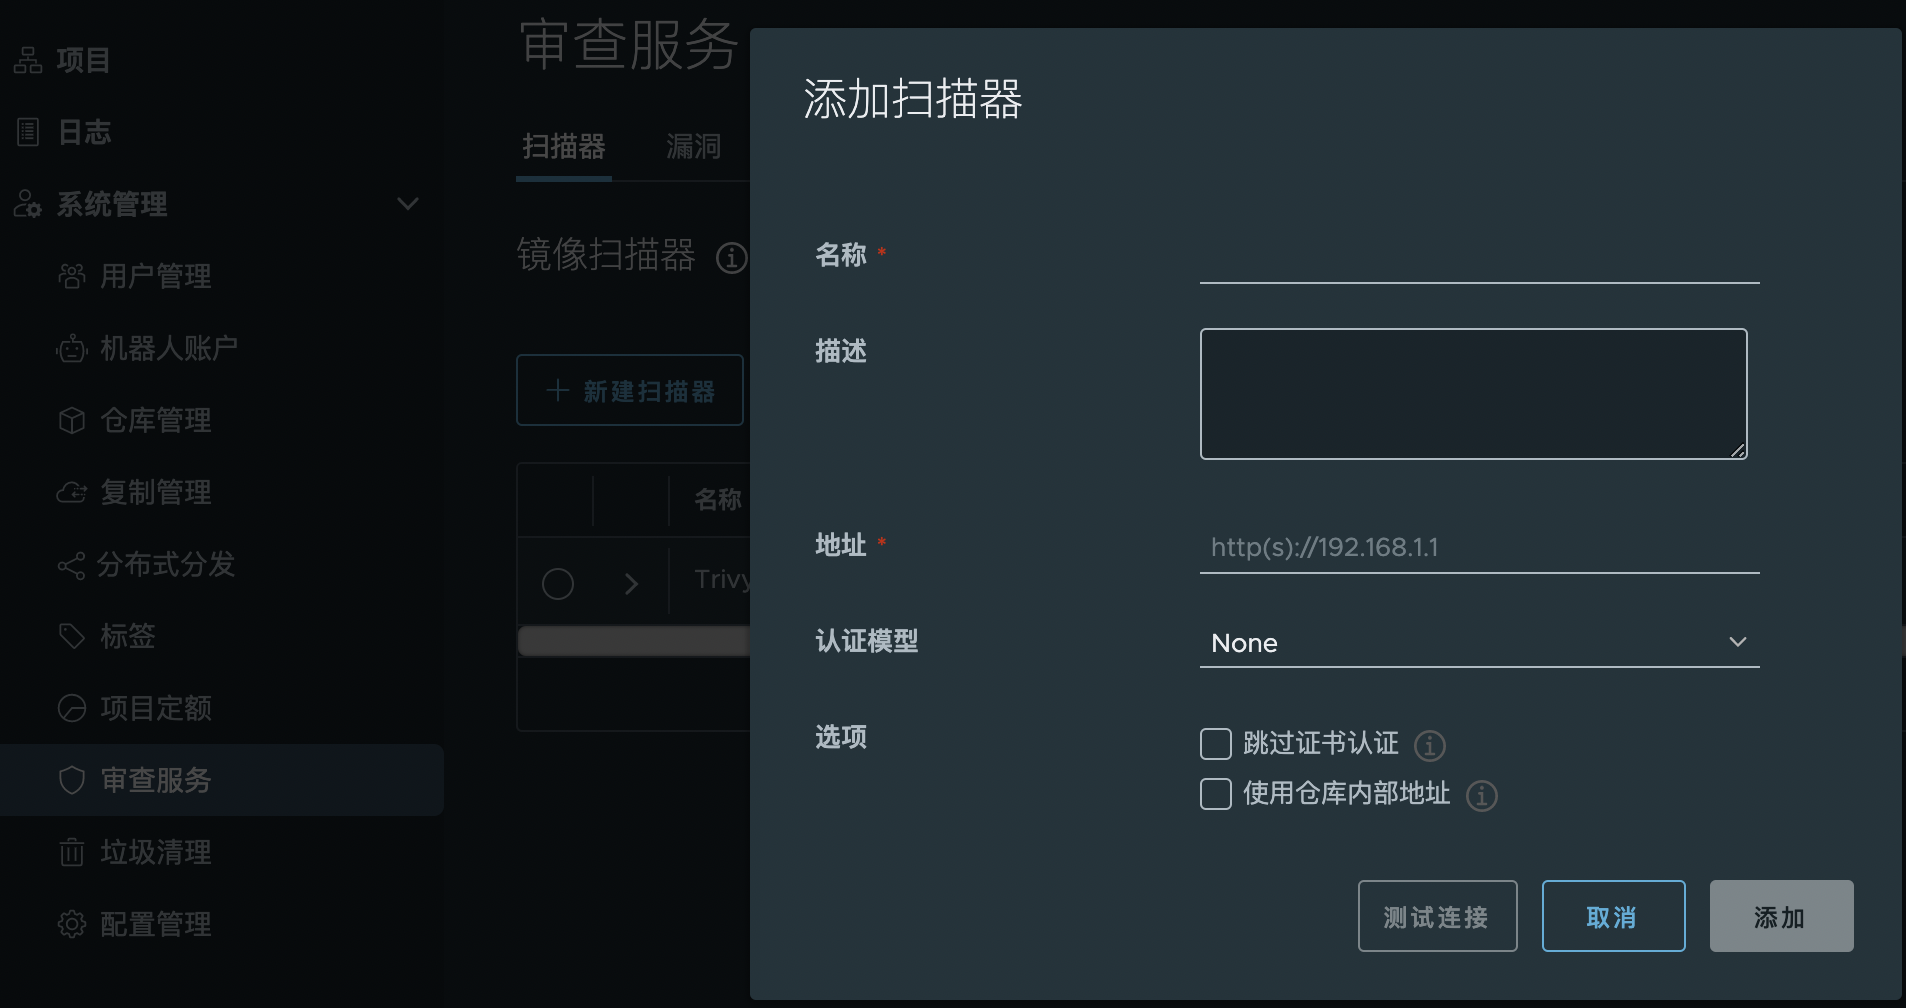 项目
日志
系统管理
用户管理
机器人账户
仓库管理
复制管理
分布式分发
标签
项目定额
审查服务
垃圾清理
配置管理
审查服务
扫描器
漏洞
镜像扫描器
新建扫描器
名称
Trivy
添加扫描器
名称 *
描述
地址 *
http(s)://192.168.1.1
认证模型
None
选项
跳过证书认证
使用仓库内部地址
测试连接
取消
添加